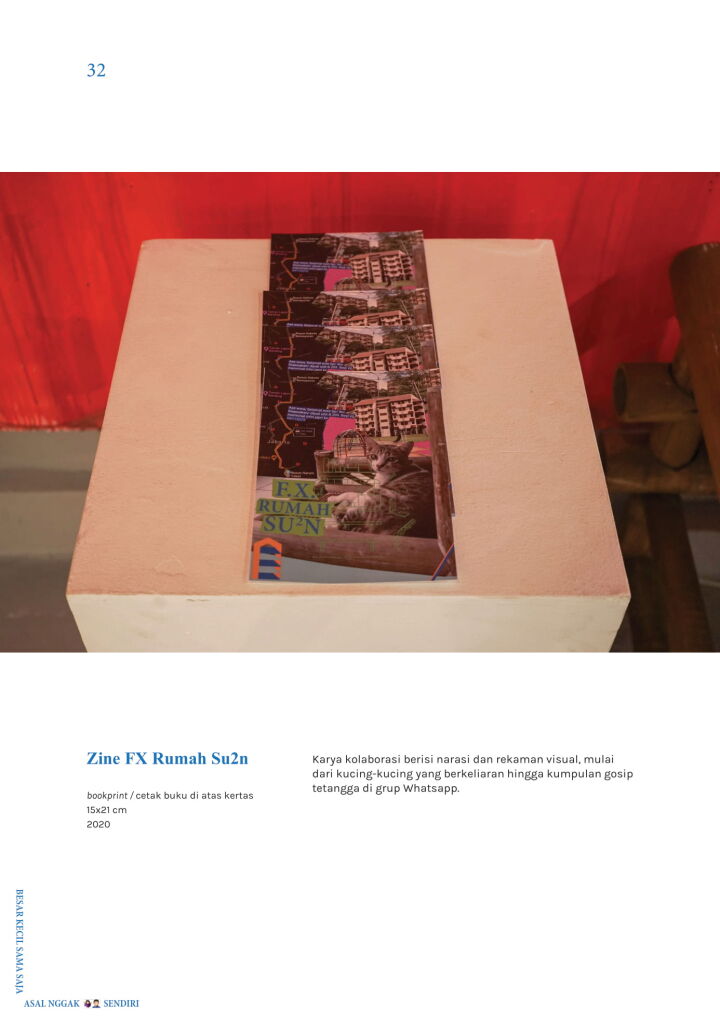 32
F.X.
RUMAH
SU²N
Zine FX Rumah Su2n
bookprint / cetak buku di atas kertas
15x21 cm
2020
Karya kolaborasi berisi narasi dan rekaman visual, mulai
dari kucing-kucing yang berkeliaran hingga kumpulan gosip
tetangga di grup Whatsapp.
BESAR KECIL SAMA SAJA
ASAL NGGAK SENDIRI